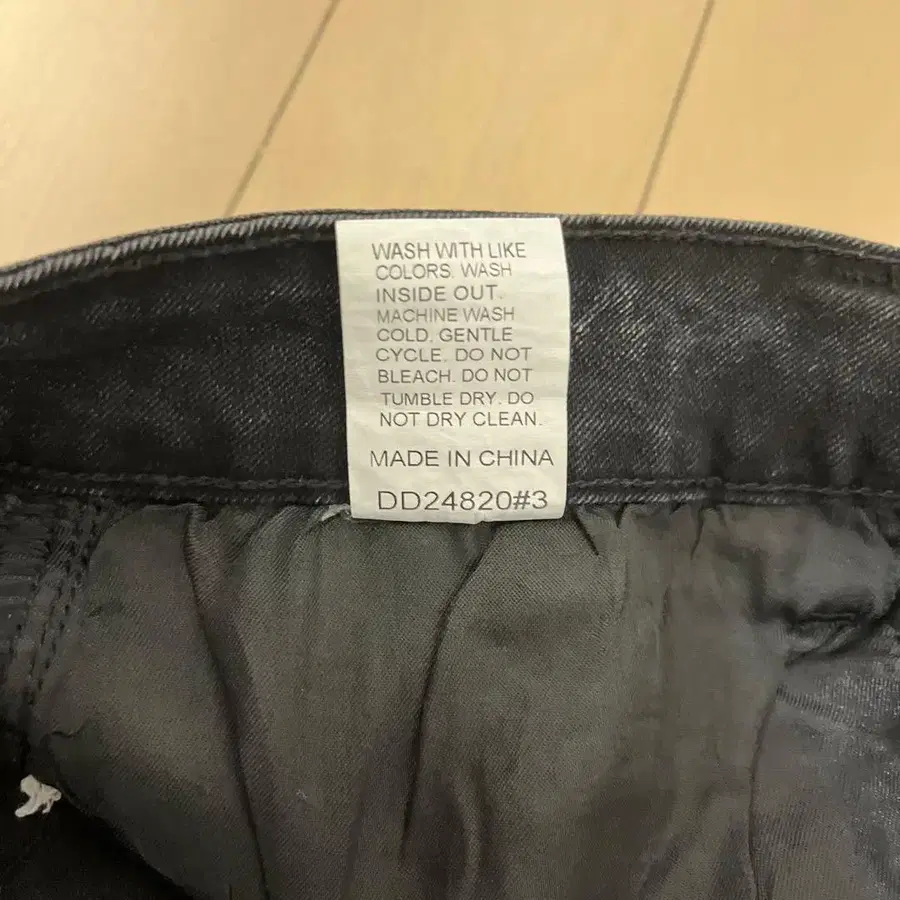 WASH WITH LIKE
COLORS. WASH
INSIDE OUT.
MACHINE WASH
COLD, GENTLE
CYCLE. DO NOT
BLEACH. DO NOT
TUMBLE DRY. DO
NOT DRY CLEAN.
MADE IN CHINA
DD24820#3